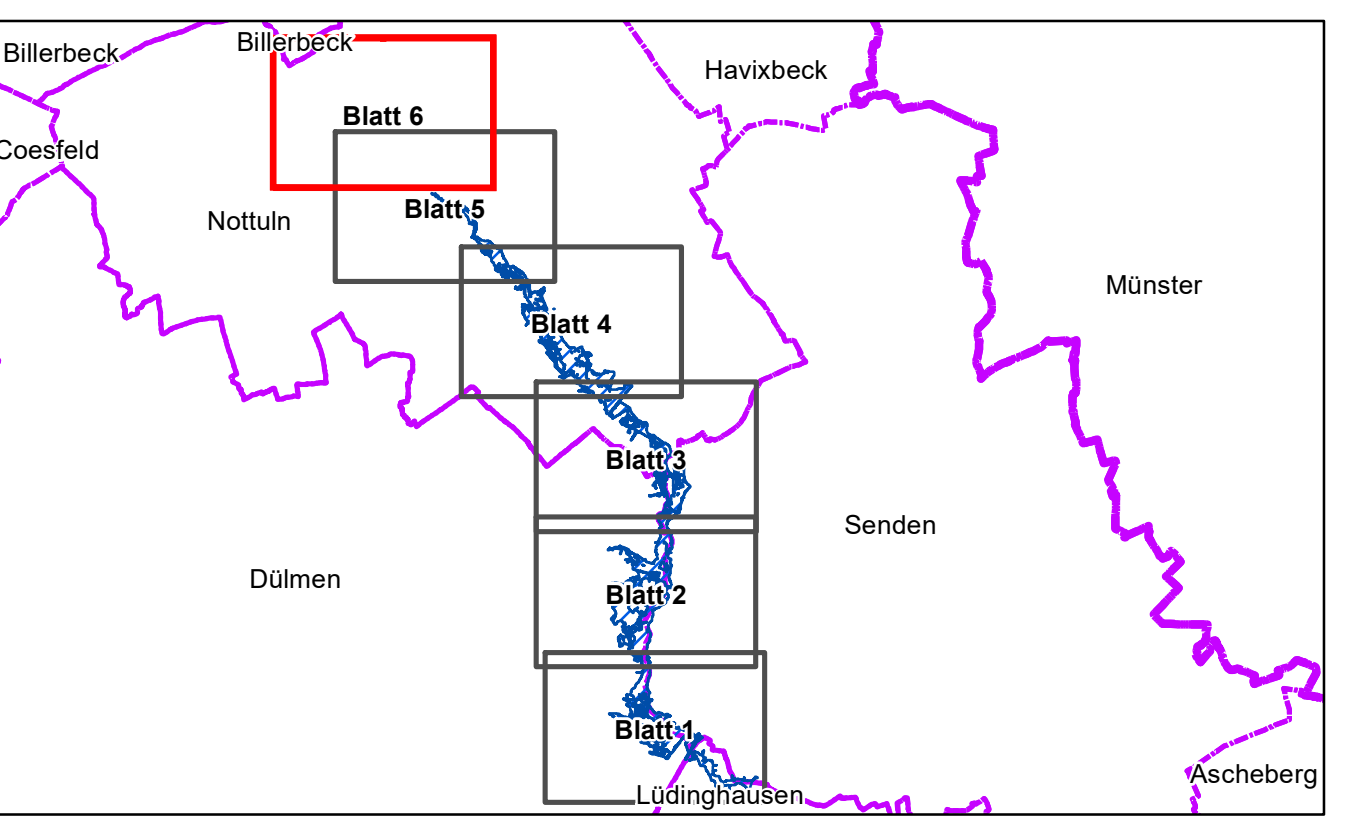 Billerbeck
Billerbeck
Havixbeck
Blatt 6
Coesfeld
Blatt 5
Nottuln
Münster
Blatt 4
Blatt 3
Senden
Dülmen
Blatt 2
Blatt 1
Ascheberg
Lüdinghausen